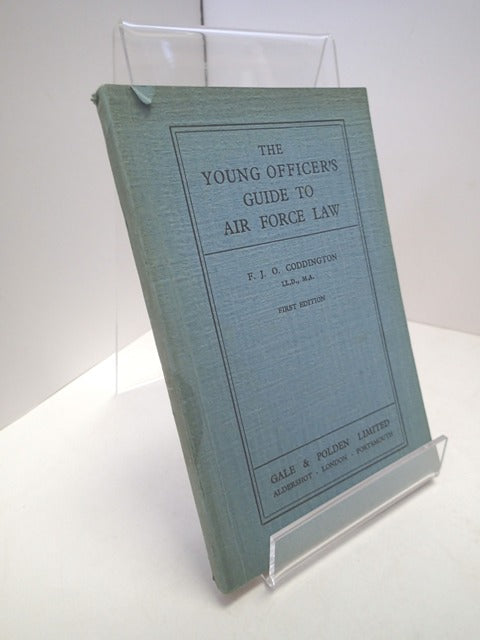 THE
YOUNG OFFICER'S
GUIDE TO
AIR FORCE LAW
F. J. O. CODDINGTON
LL.D., M.A.
FIRST EDITION
GALE & POLDEN LIMITED
ALDERSHOT · LONDON · PORTSMOUTH